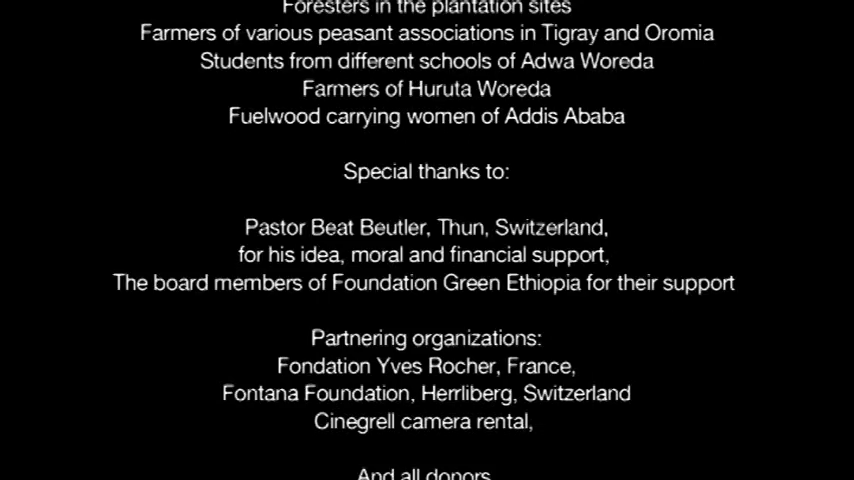 Foresters in the plantation sites
Farmers of various peasant associations in Tigray and Oromia
Students from different schools of Adwa Woreda
Farmers of Huruta Woreda
Fuelwood carrying women of Addis Ababa
Special thanks to:
Pastor Beat Beutler, Thun, Switzerland,
for his idea, moral and financial support,
The board members of Foundation Green Ethiopia for their support
Partnering organizations:
Fondation Yves Rocher, France,
Fontana Foundation, Herrliberg, Switzerland
Cinegrell camera rental,
And all donors